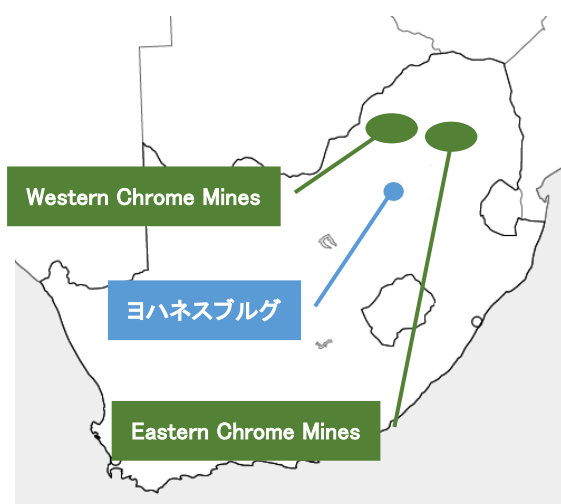 Western Chrome Mines
ヨハネスブルグ
Eastern Chrome Mines